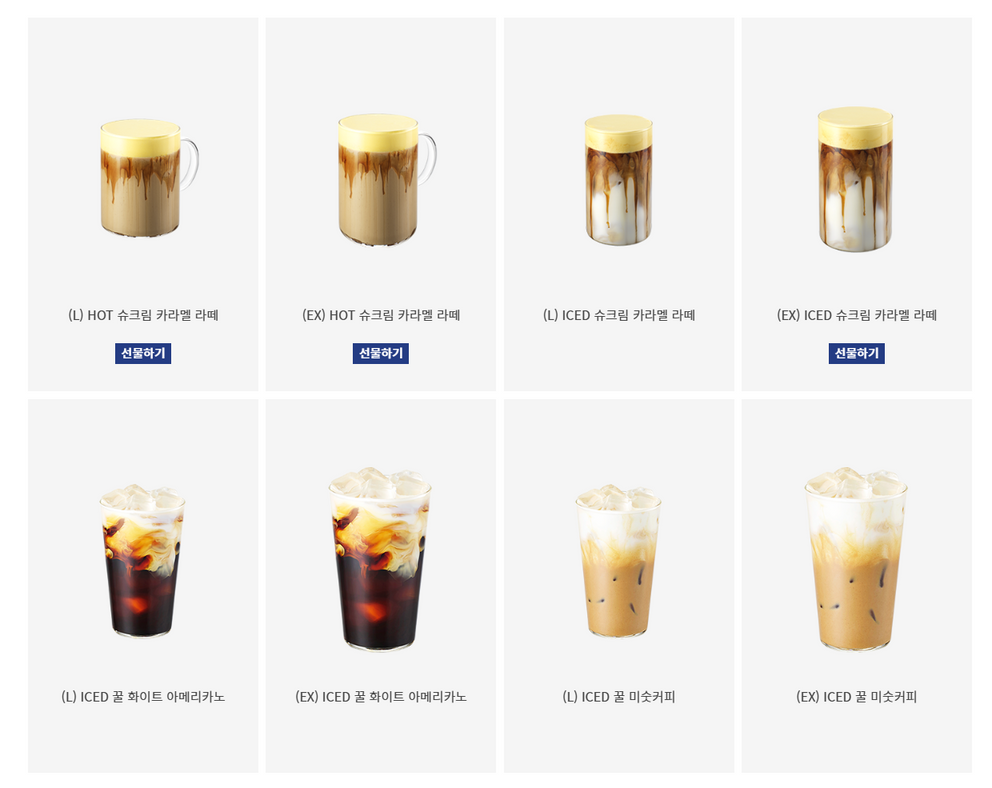 (L) HOT 슈크림 카라멜 라떼
(EX) HOT 슈크림 카라멜 라떼
(L) ICED 슈크림 카라멜 라떼
(EX) ICED 슈크림 카라멜 라떼
선물하기
선물하기
선물하기
(L) ICED 꿀 화이트 아메리카노
(EX) ICED 꿀 화이트 아메리카노
(L) ICED 꿀 미숫커피
(EX) ICED 꿀 미숫커피